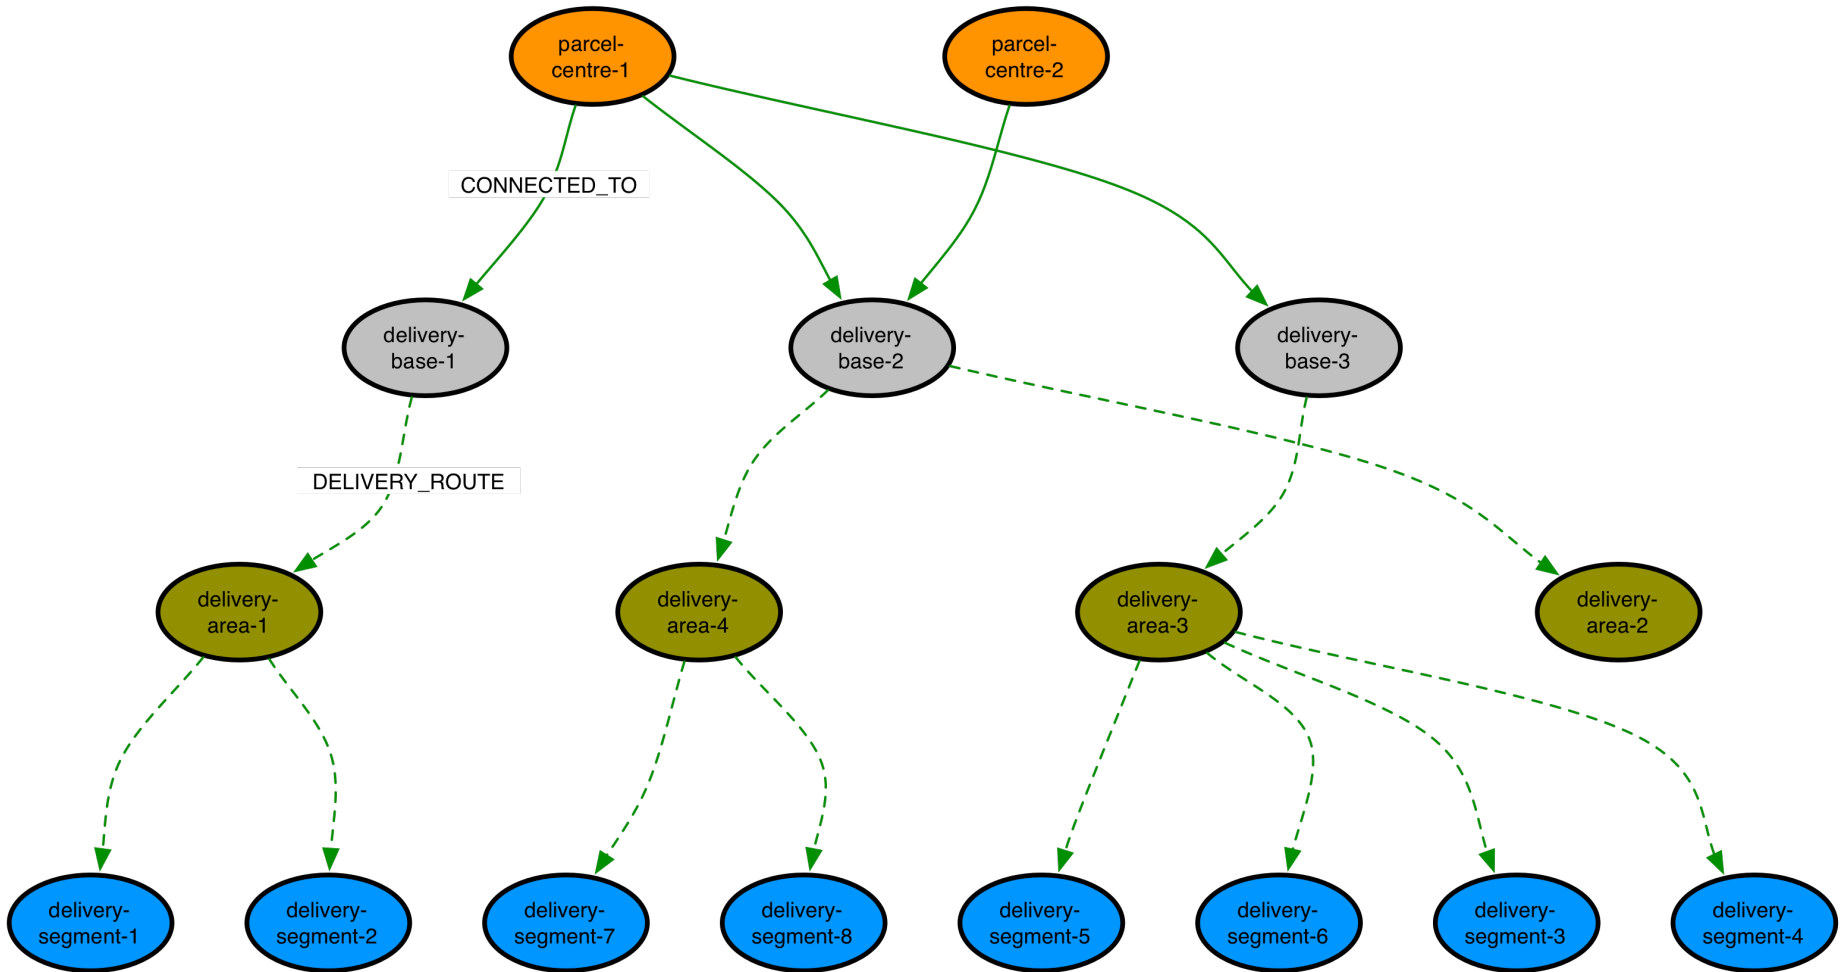 parcel-
centre-1
parcel-
centre-2
CONNECTED_TO
delivery-
base-1
delivery-
base-2
delivery-
base-3
DELIVERY_ROUTE
delivery-
area-1
delivery-
area-4
delivery-
area-3
delivery-
area-2
delivery-
segment-1
delivery-
segment-2
delivery-
segment-7
delivery-
segment-8
delivery-
segment-5
delivery-
segment-6
delivery-
segment-3
delivery-
segment-4